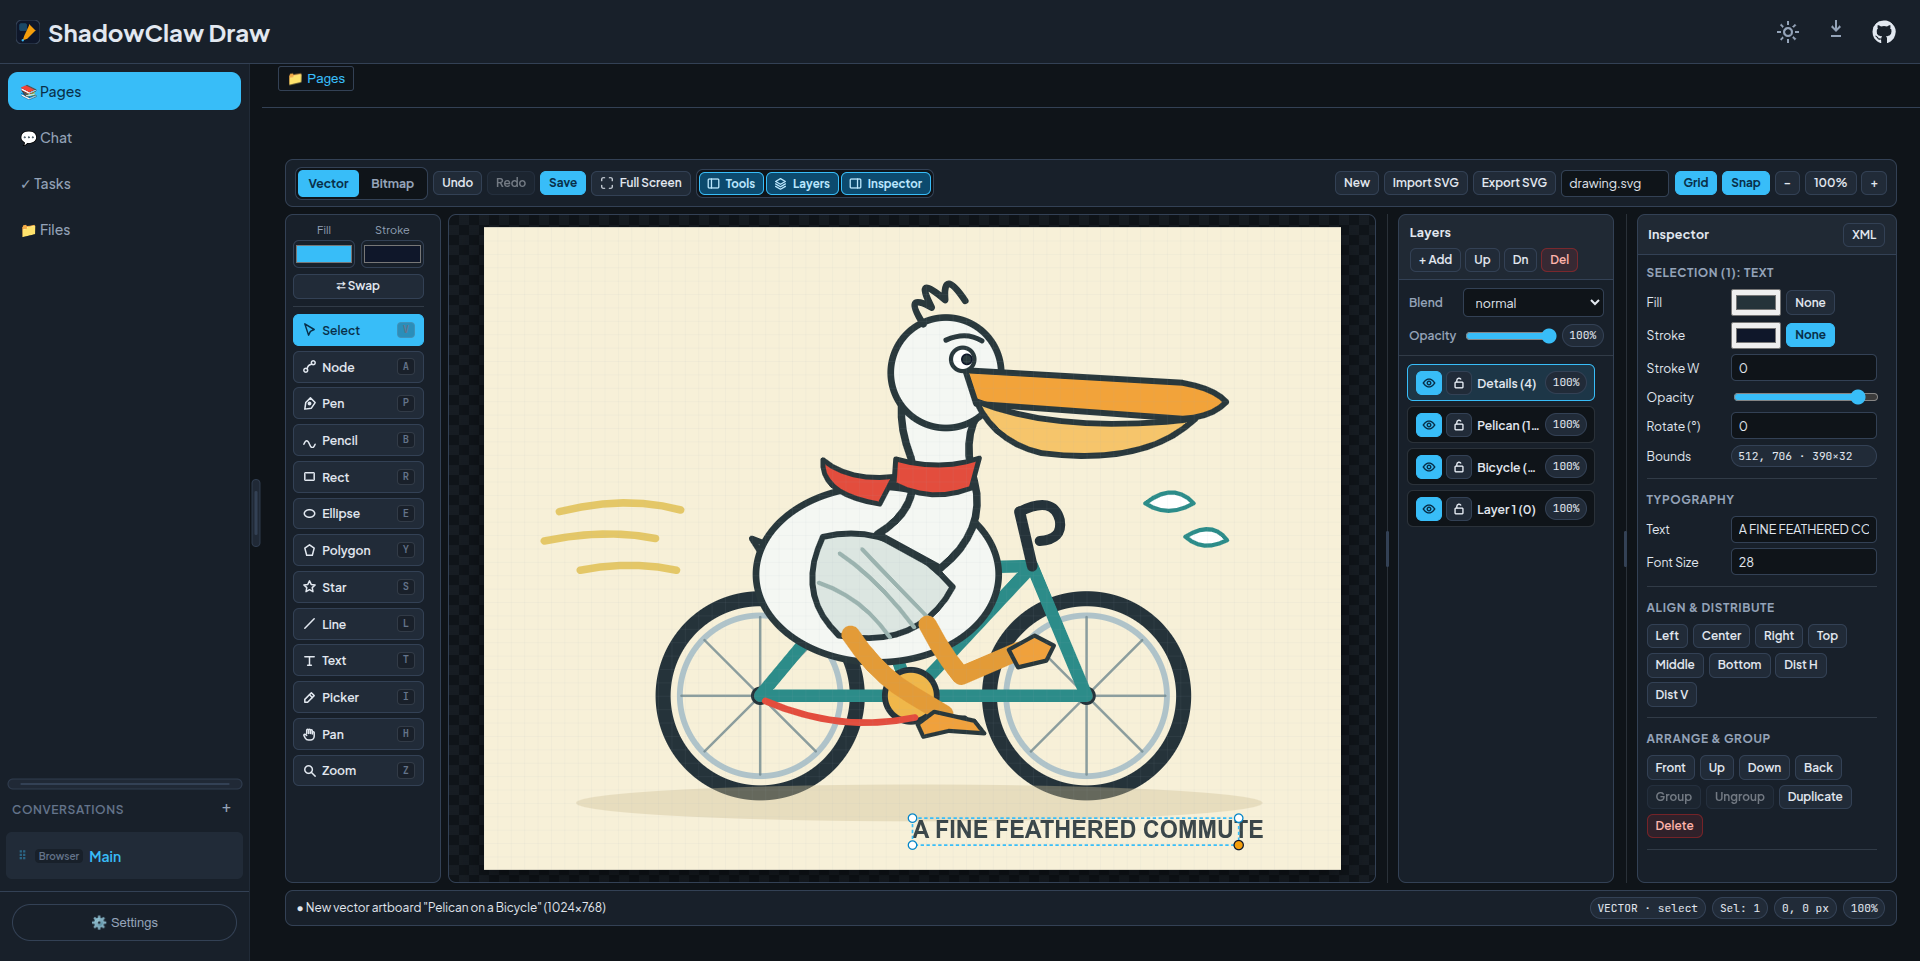 ShadowClaw Draw
Pages
Chat
Tasks
Files
CONVERSATIONS +
Browser Main
Settings
Pages
Vector Bitmap Undo Redo Save Full Screen Tools Layers Inspector New Import SVG Export SVG drawing.svg Grid Snap − 100% +
Fill Stroke
Swap
Select
Node A
Pen P
Pencil B
Rect R
Ellipse E
Polygon Y
Star S
Line L
Text T
Picker I
Pan H
Zoom Z
A FINE FEATHERED COMMUTE
Layers
+ Add Up Dn Del
Blend normal
Opacity 100%
Details (4) 100%
Pelican (1... 100%
Bicycle (... 100%
Layer 1 (0) 100%
Inspector XML
SELECTION (1): TEXT
Fill None
Stroke None
Stroke W 0
Opacity
Rotate (°) 0
Bounds 512, 706 · 390×32
TYPOGRAPHY
Text A FINE FEATHERED CC
Font Size 28
ALIGN & DISTRIBUTE
Left Center Right Top
Middle Bottom Dist H
Dist V
ARRANGE & GROUP
Front Up Down Back
Group Ungroup Duplicate
Delete
● New vector artboard "Pelican on a Bicycle" (1024×768)
VECTOR · select Sel: 1 0, 0 px 100%